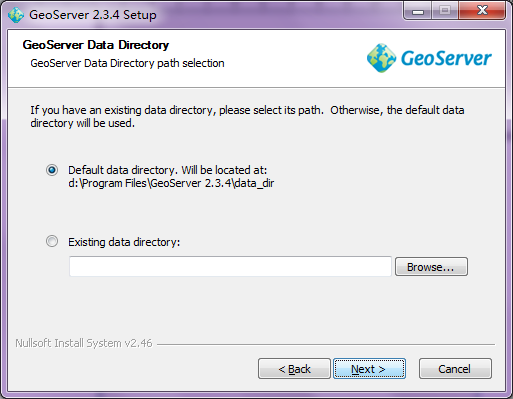 GeoServer 2.3.4 Setup
GeoServer Data Directory
GeoServer Data Directory path selection
GeoServer
If you have an existing data directory, please select its path.  Otherwise, the default data
directory will be used.
Default data directory. Will be located at:
d:\Program Files\GeoServer 2.3.4\data_dir
Existing data directory:
Browse...
Nullsoft Install System v2.46
< Back
Next >
Cancel